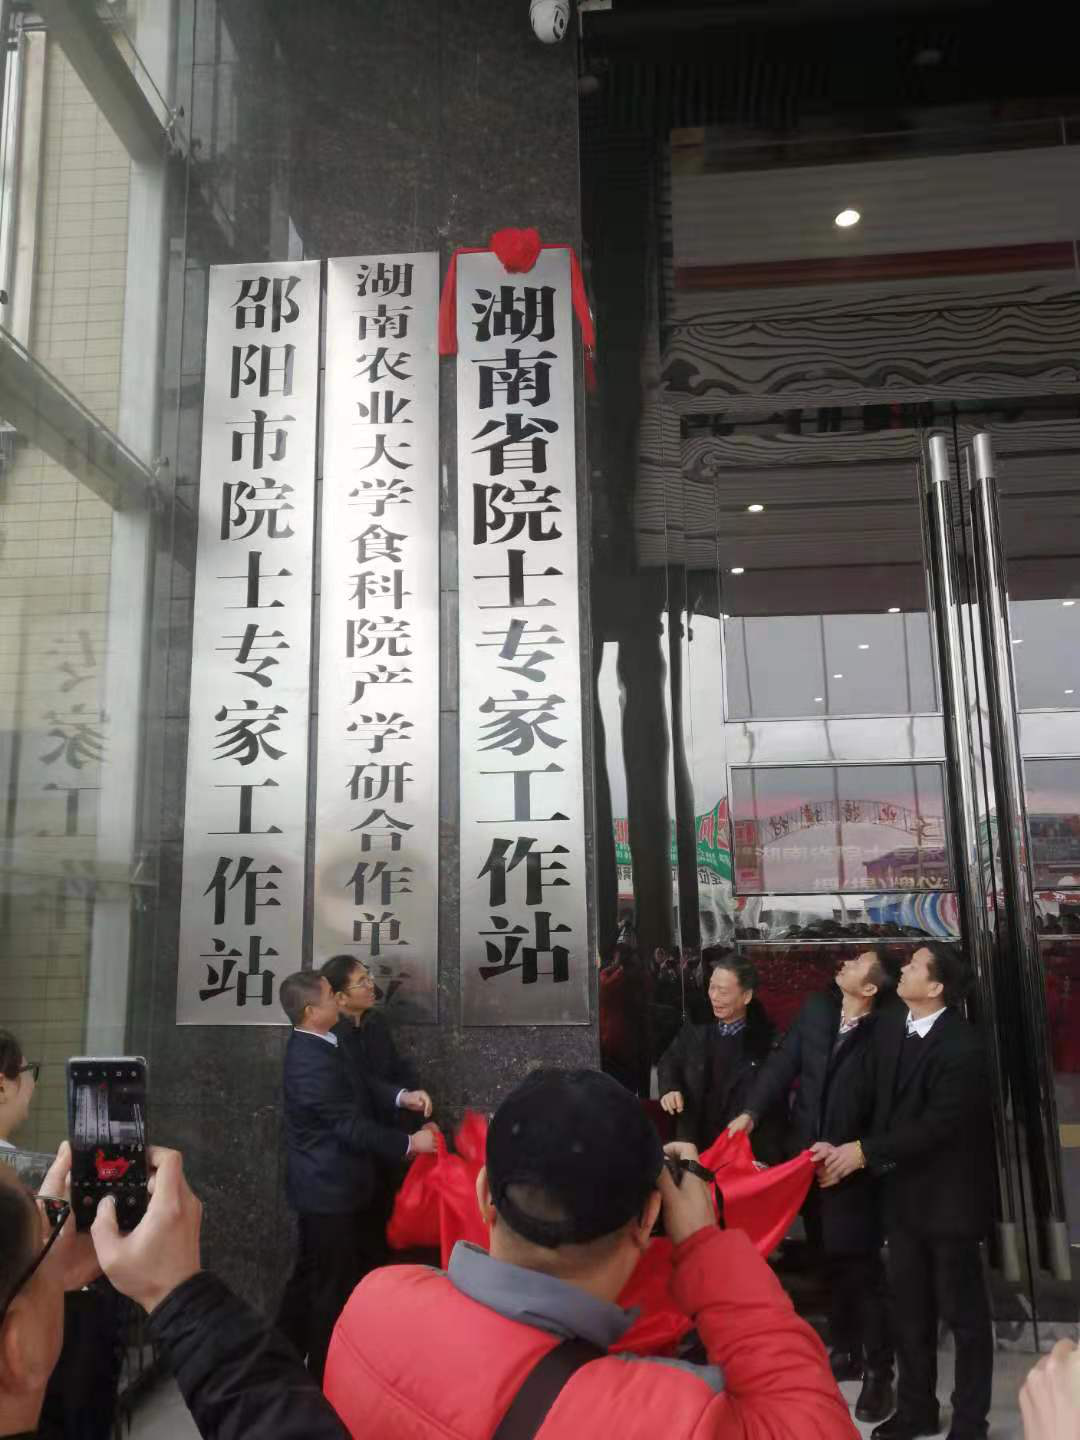 邵阳市院士专家工作站
湖南农业大学食科院产学研合作单位
湖南省院士专家工作站